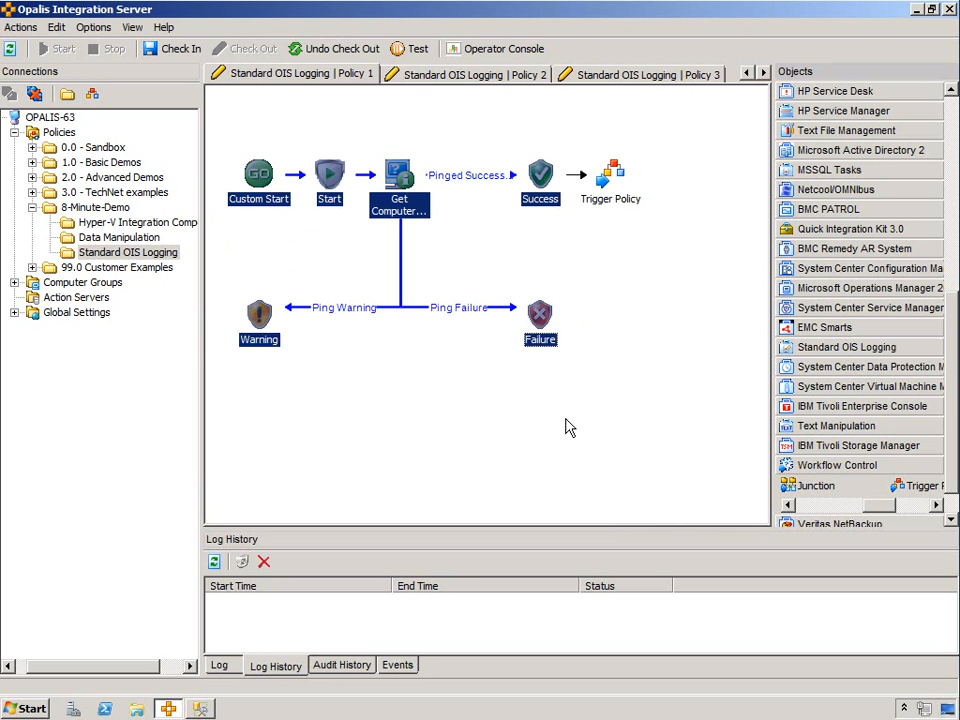 Opalis Integration Server
Actions Edit Options View Help
Start Stop Check In Check Out Undo Check Out Test Operator Console
Connections
OPALIS-63
Policies
0.0 - Sandbox
1.0 - Basic Demos
2.0 - Advanced Demos
3.0 - TechNet examples
8-Minute-Demo
Hyper-V Integration Comp
Data Manipulation
Standard OIS Logging
99.0 Customer Examples
Computer Groups
Action Servers
Global Settings
Standard OIS Logging | Policy 1
Standard OIS Logging | Policy 2
Standard OIS Logging | Policy 3
GO
Custom Start
Start
Get
Computer...
Pinged Success...
Success
Trigger Policy
Ping Warning
Ping Failure
Warning
Failure
Log History
Start Time End Time Status
Log Log History Audit History Events
Objects
HP Service Desk
HP Service Manager
Text File Management
Microsoft Active Directory 2
MSSQL Tasks
Netcool/OMNIbus
BMC PATROL
Quick Integration Kit 3.0
BMC Remedy AR System
System Center Configuration Ma
Microsoft Operations Manager 2
System Center Service Manager
EMC Smarts
Standard OIS Logging
System Center Data Protection M
System Center Virtual Machine M
IBM Tivoli Enterprise Console
Text Manipulation
IBM Tivoli Storage Manager
Workflow Control
Junction Trigger F
Veritas NetBackup
Start